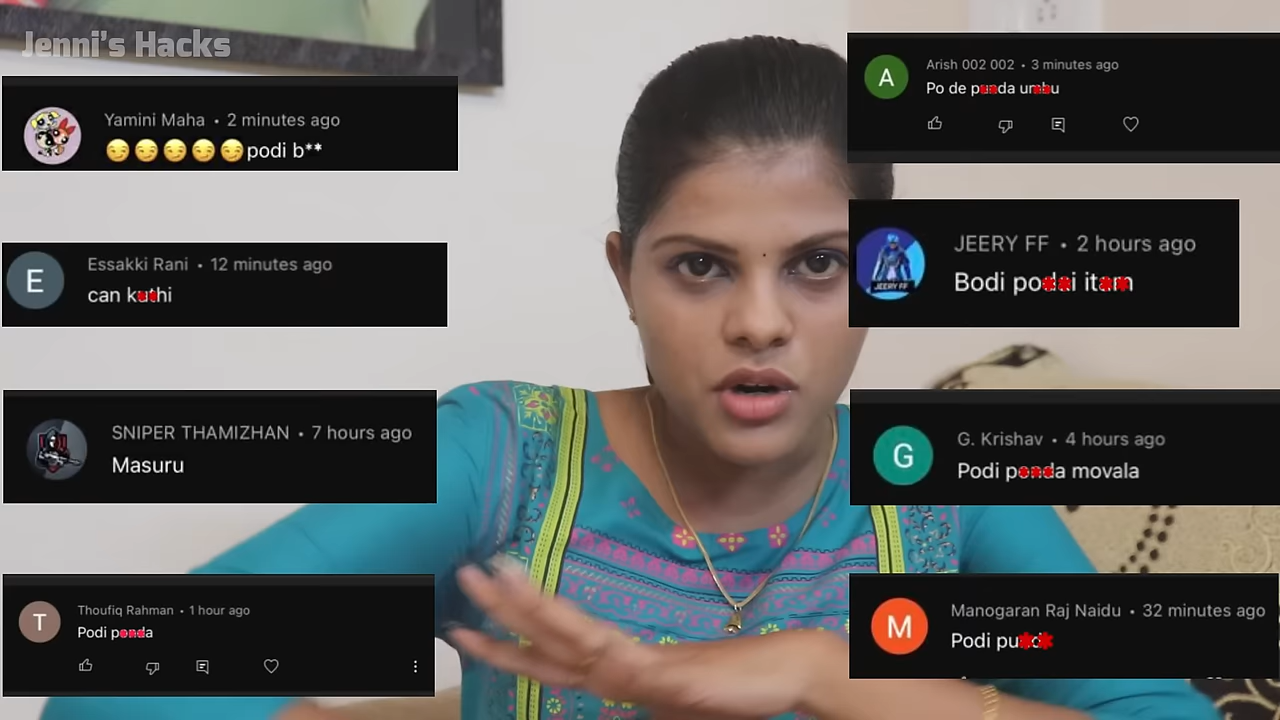 Jenni's Hacks
Yamini Maha • 2 minutes ago
😏😏😏😏😏podi b**
Essakki Rani • 12 minutes ago
can
SNIPER THAMIZHAN • 7 hours ago
Masuru
Thoufiq Rahman • 1 hour ago
Podi
Arish 002 002 • 3 minutes ago
Po de
JEERY FF • 2 hours ago
JEERY FF
Bodi
G. Krishav • 4 hours ago
Podi movala
Manogaran Raj Naidu • 32 minutes ago
Podi